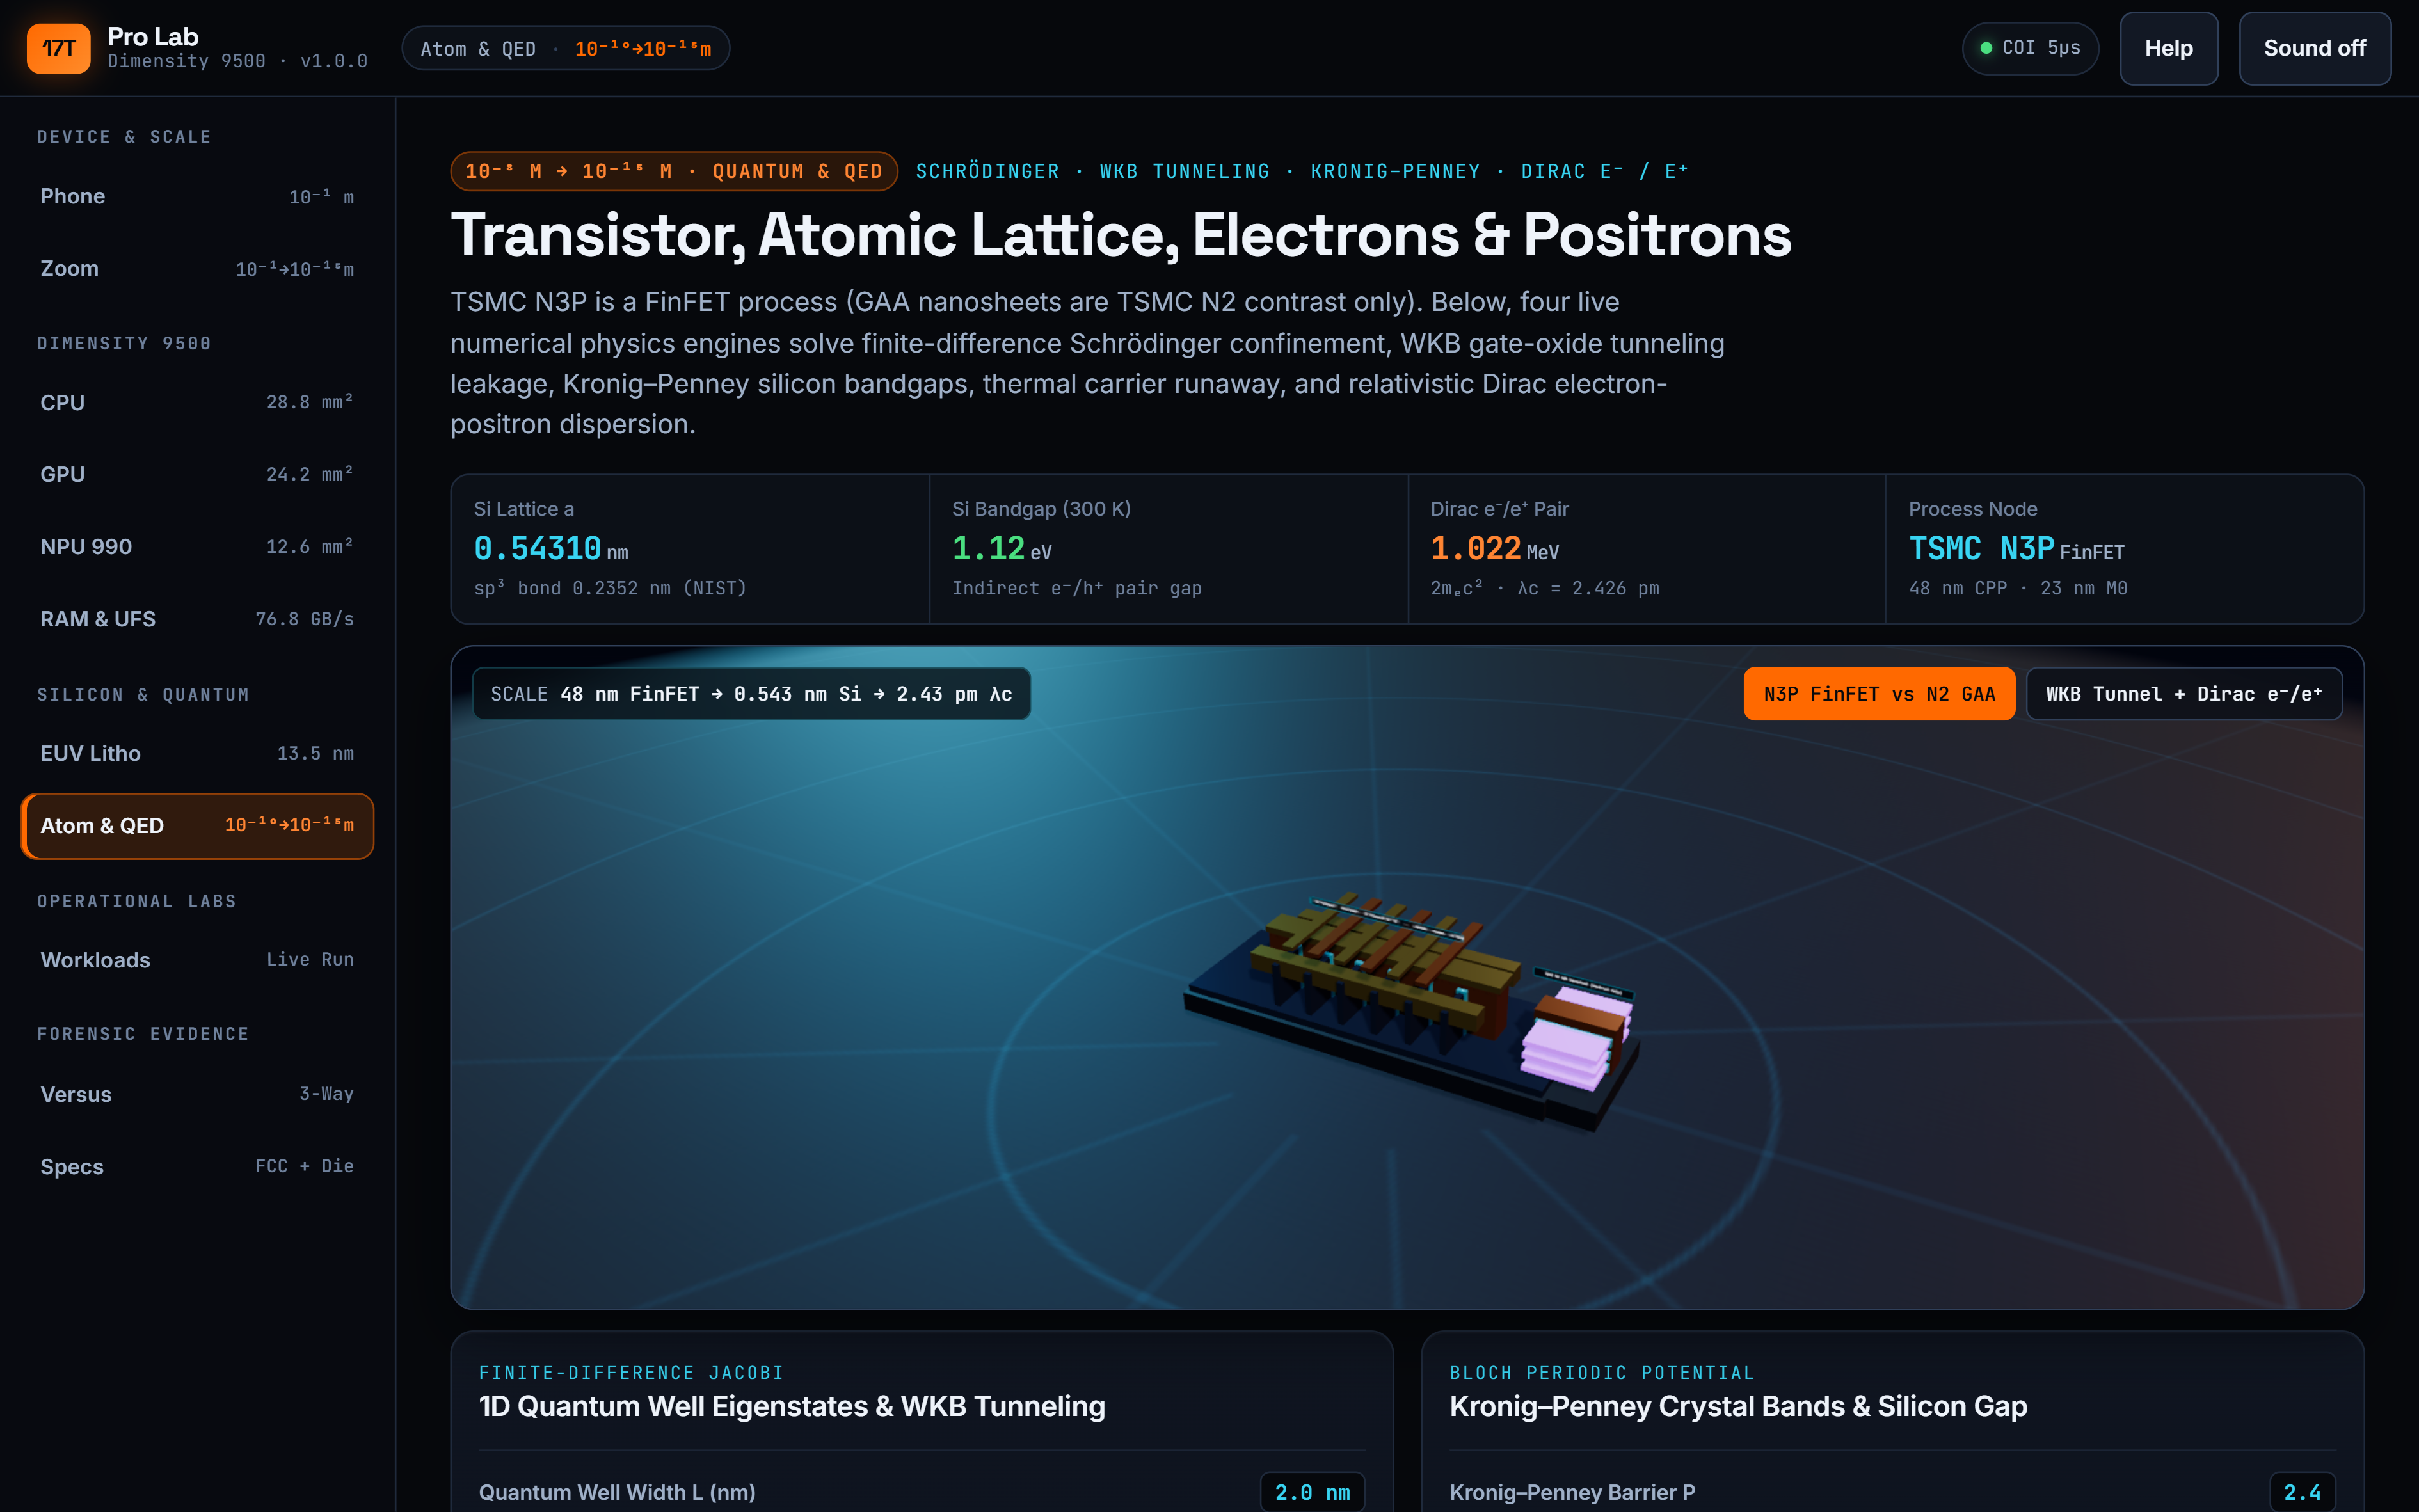 17T
Pro Lab
Dimensity 9500 · v1.0.0
Atom & QED · 10⁻¹⁰→10⁻¹⁵m
COI 5µs
Help
Sound off
DEVICE & SCALE
Phone 10⁻¹ m
Zoom 10⁻¹→10⁻¹⁵m
DIMENSITY 9500
CPU 28.8 mm²
GPU 24.2 mm²
NPU 990 12.6 mm²
RAM & UFS 76.8 GB/s
SILICON & QUANTUM
EUV Litho 13.5 nm
Atom & QED 10⁻¹⁰→10⁻¹⁵m
OPERATIONAL LABS
Workloads Live Run
FORENSIC EVIDENCE
Versus 3-Way
Specs FCC + Die
10⁻⁸ M → 10⁻¹⁵ M · QUANTUM & QED
SCHRÖDINGER · WKB TUNNELING · KRONIG–PENNEY · DIRAC E⁻ / E⁺
Transistor, Atomic Lattice, Electrons & Positrons
TSMC N3P is a FinFET process (GAA nanosheets are TSMC N2 contrast only). Below, four live
numerical physics engines solve finite-difference Schrödinger confinement, WKB gate-oxide tunneling
leakage, Kronig–Penney silicon bandgaps, thermal carrier runaway, and relativistic Dirac electron-
positron dispersion.
Si Lattice a
0.54310 nm
sp³ bond 0.2352 nm (NIST)
Si Bandgap (300 K)
1.12 eV
Indirect e⁻/h⁺ pair gap
Dirac e⁻/e⁺ Pair
1.022 MeV
2mₑc² · λc = 2.426 pm
Process Node
TSMC N3P FinFET
48 nm CPP · 23 nm M0
SCALE 48 nm FinFET → 0.543 nm Si → 2.43 pm λc
N3P FinFET vs N2 GAA
WKB Tunnel + Dirac e⁻/e⁺
FINITE-DIFFERENCE JACOBI
1D Quantum Well Eigenstates & WKB Tunneling
Quantum Well Width L (nm) 2.0 nm
BLOCH PERIODIC POTENTIAL
Kronig–Penney Crystal Bands & Silicon Gap
Kronig–Penney Barrier P 2.4